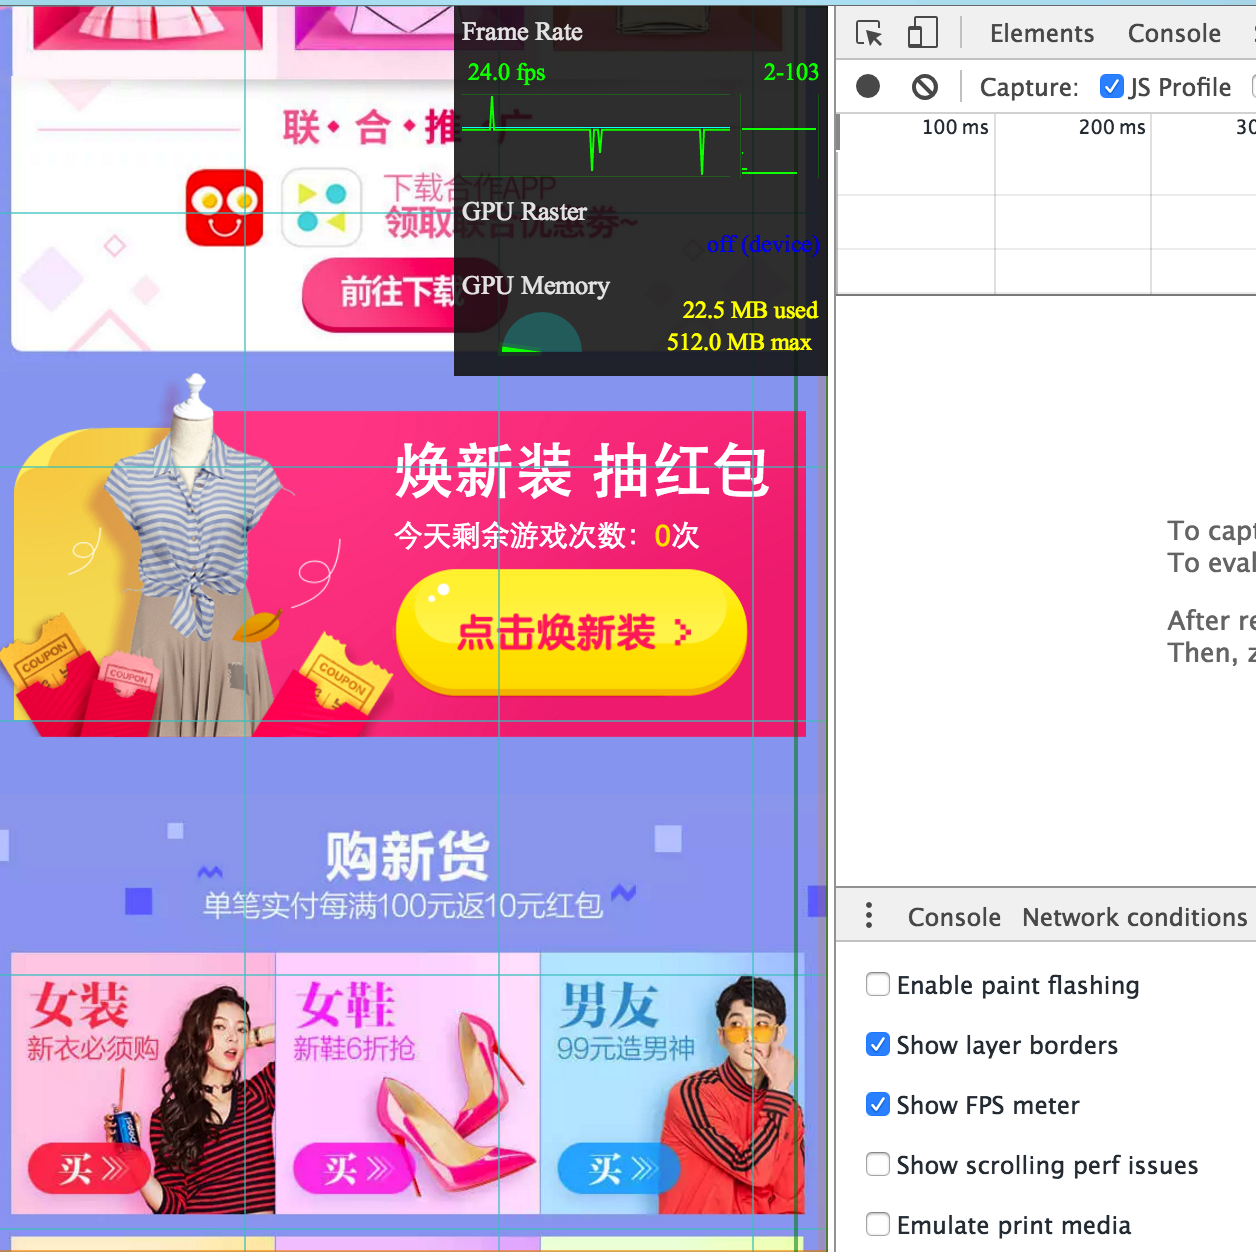 Frame Rate
24.0 fps 2-103
GPU Raster
off (device)
GPU Memory
22.5 MB used
512.0 MB max
联·合·推·广
下载合作APP
领取联合优惠券~
前往下载
焕新装 抽红包
今天剩余游戏次数：0次
点击焕新装 >
COUPON
COUPON
COUPON
购新货
单笔实付每满100元返10元红包
女装
新衣必须购
pepsi
买
女鞋
新鞋6折抢
买
男友
99元造男神
买
Elements Console
Capture: JS Profile
100 ms 200 ms 30
To capt
To eval
After re
Then, z
Console Network conditions
Enable paint flashing
Show layer borders
Show FPS meter
Show scrolling perf issues
Emulate print media